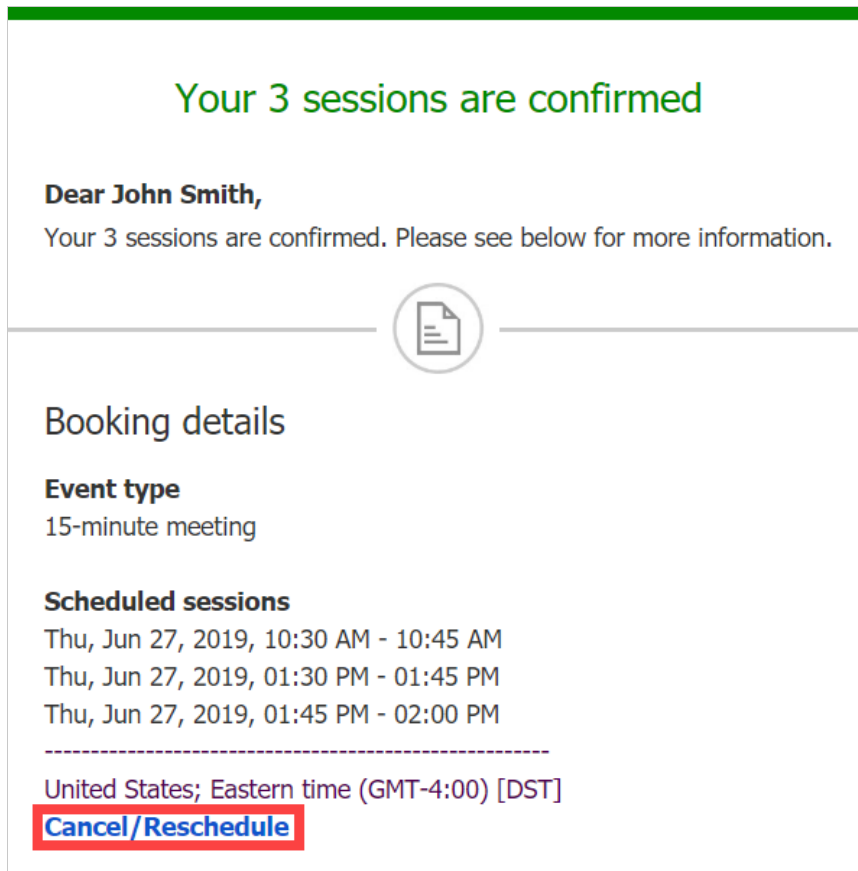 Your 3 sessions are confirmed
Dear John Smith,
Your 3 sessions are confirmed. Please see below for more information.
Booking details
Event type
15-minute meeting
Scheduled sessions
Thu, Jun 27, 2019, 10:30 AM - 10:45 AM
Thu, Jun 27, 2019, 01:30 PM - 01:45 PM
Thu, Jun 27, 2019, 01:45 PM - 02:00 PM
-------------------------------------------------------
United States; Eastern time (GMT-4:00) [DST]
Cancel/Reschedule